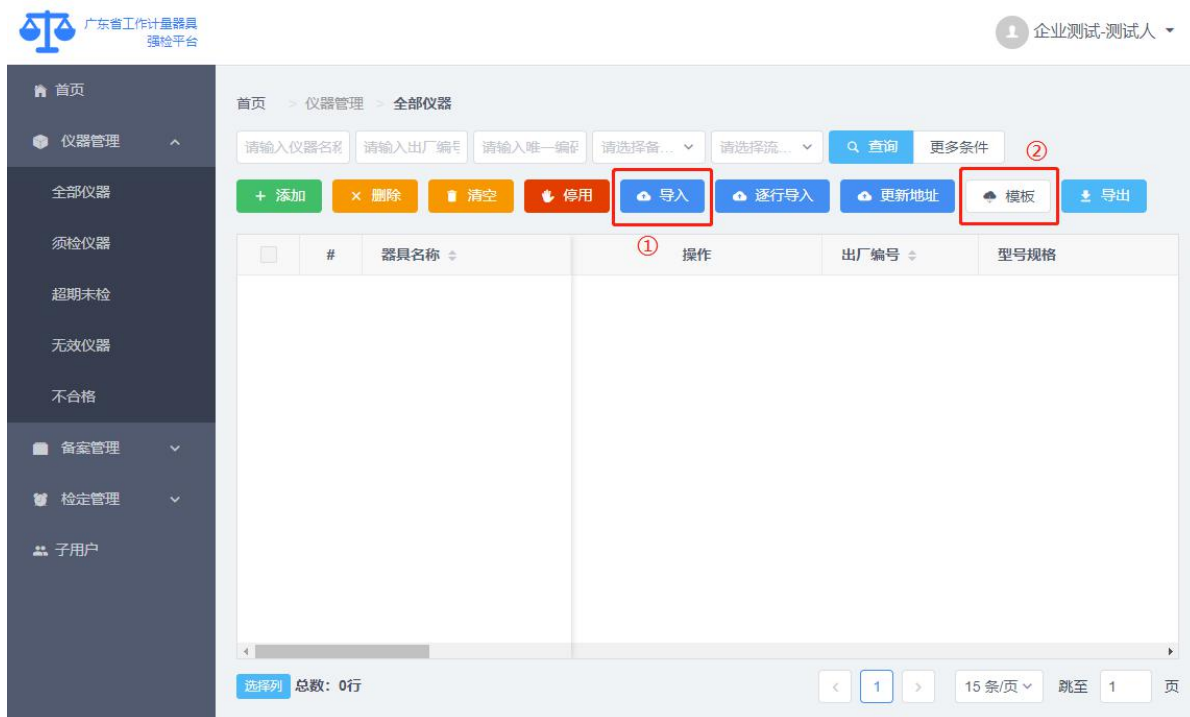 广东省工作计量器具
强检平台
企业测试-测试人
首页
仪器管理
全部仪器
须检仪器
超期未检
无效仪器
不合格
备案管理
检定管理
子用户
首页 > 仪器管理 > 全部仪器
请输入仪器名称 请输入出厂编号 请输入唯一编码 请选择备... 请选择流... 查询 更多条件 ②
+ 添加 × 删除 清空 停用 导入 逐行导入 更新地址 模板 导出
# 器具名称 ① 操作 出厂编号 型号规格
选择列 总数：0行 < 1 > 15 条/页 跳至 1 页